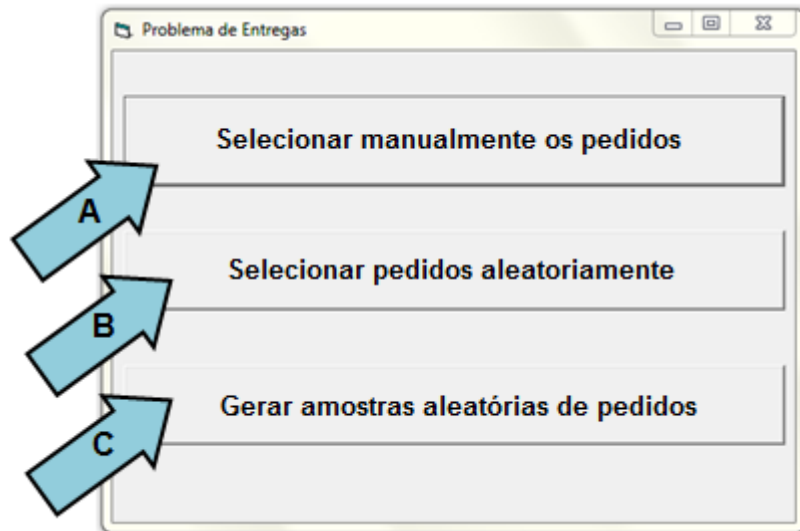 Problema de Entregas
Selecionar manualmente os pedidos
A
Selecionar pedidos aleatoriamente
B
Gerar amostras aleatórias de pedidos
C